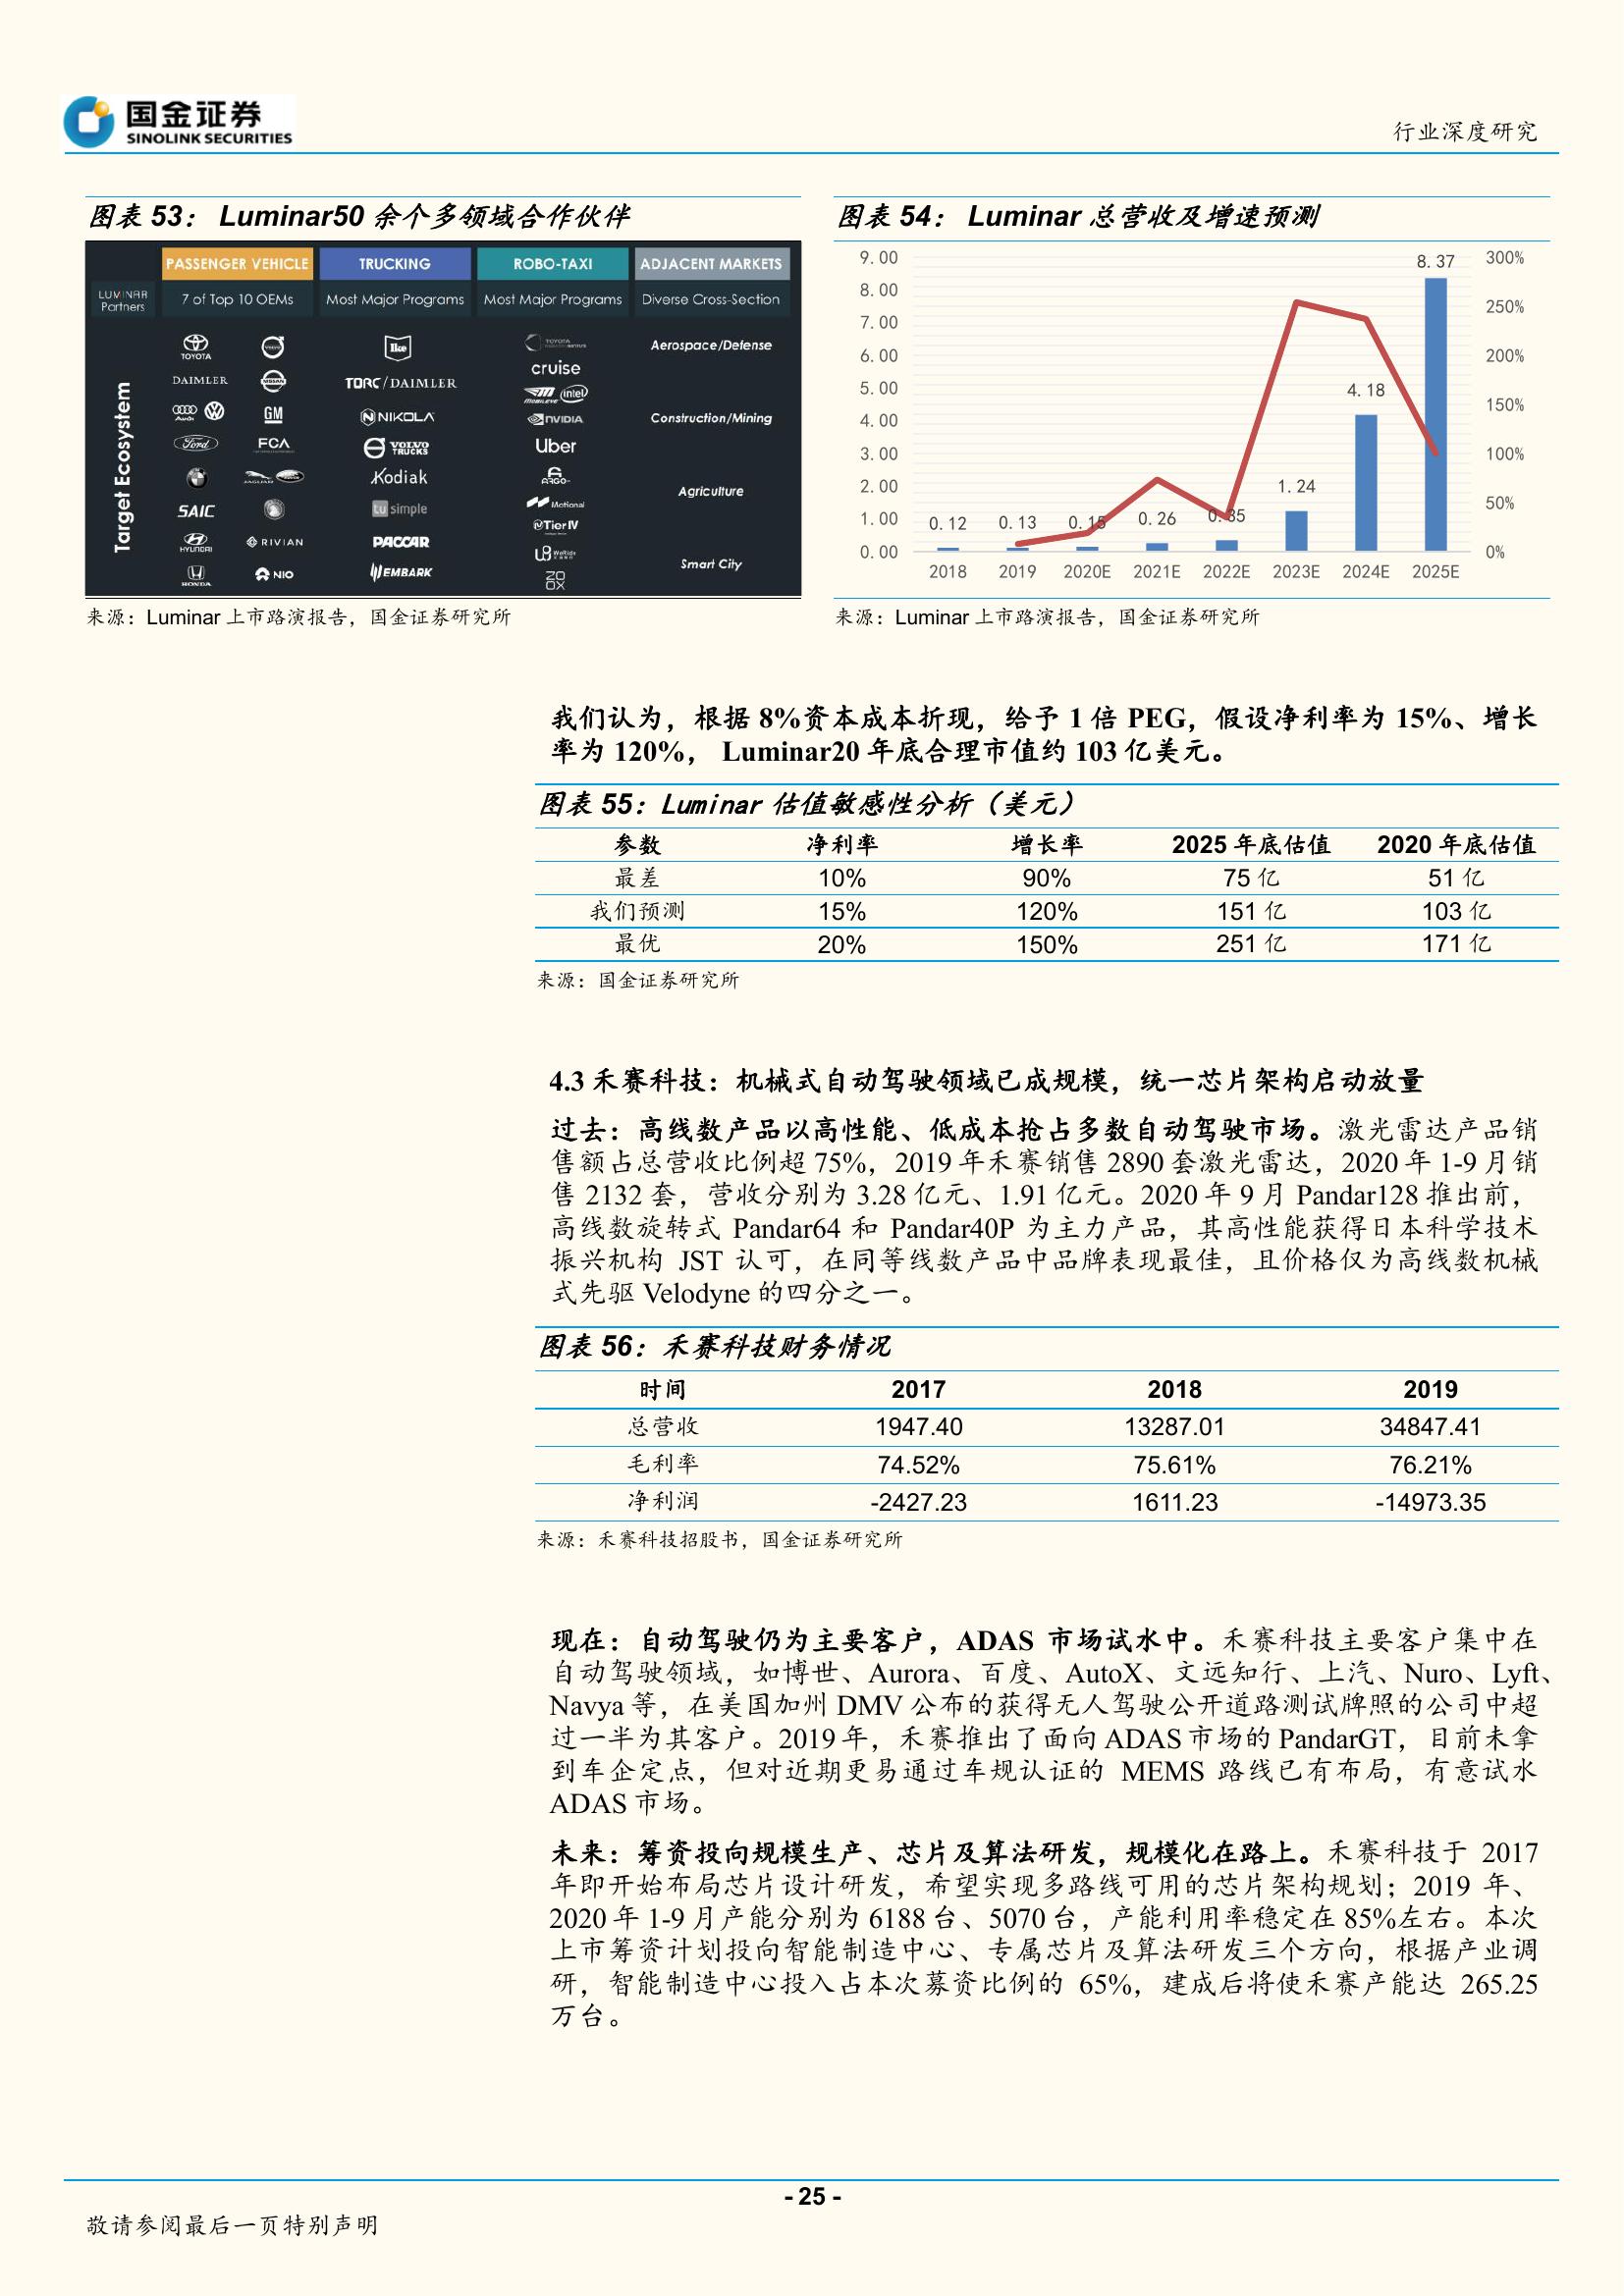 国金证券
SINOLINK SECURITIES
行业深度研究
图表 53： Luminar50 余个多领域合作伙伴
PASSENGER VEHICLE TRUCKING ROBO-TAXI ADJACENT MARKETS
LUMINAR Partners
7 of Top 10 OEMs Most Major Programs Most Major Programs Diverse Cross-Section
Target Ecosystem
TOYOTA
DAIMLER NISSAN
Audi GM
Ford FCA
JAGUAR
SAIC
HYUNDAI RIVIAN
HONDA NIO
Ike
TORC/DAIMLER
NIKOLA
VOLVO TRUCKS
Kodiak
tu simple
PACCAR
EMBARK
TOYOTA
cruise
MOBILEYE intel
NVIDIA
Uber
ARGO
Motional
Tier IV
WeRide
ZOOX
Aerospace/Defense
Construction/Mining
Agriculture
Smart City
来源：Luminar 上市路演报告，国金证券研究所
图表 54： Luminar 总营收及增速预测
9.00
8.00
7.00
6.00
5.00
4.00
3.00
2.00
1.00
0.00
0.12 0.13 0.15 0.26 0.35 1.24 4.18 8.37
300%
250%
200%
150%
100%
50%
0%
2018 2019 2020E 2021E 2022E 2023E 2024E 2025E
来源：Luminar 上市路演报告，国金证券研究所
我们认为，根据 8%资本成本折现，给予 1 倍 PEG，假设净利率为 15%、增长
率为 120%， Luminar20 年底合理市值约 103 亿美元。
图表 55：Luminar 估值敏感性分析（美元）
参数 净利率 增长率 2025 年底估值 2020 年底估值
最差 10% 90% 75 亿 51 亿
我们预测 15% 120% 151 亿 103 亿
最优 20% 150% 251 亿 171 亿
来源：国金证券研究所
4.3 禾赛科技：机械式自动驾驶领域已成规模，统一芯片架构启动放量
过去：高线数产品以高性能、低成本抢占多数自动驾驶市场。激光雷达产品销
售额占总营收比例超 75%，2019 年禾赛销售 2890 套激光雷达，2020 年 1-9 月销
售 2132 套，营收分别为 3.28 亿元、1.91 亿元。2020 年 9 月 Pandar128 推出前，
高线数旋转式 Pandar64 和 Pandar40P 为主力产品，其高性能获得日本科学技术
振兴机构 JST 认可，在同等线数产品中品牌表现最佳，且价格仅为高线数机械
式先驱 Velodyne 的四分之一。
图表 56：禾赛科技财务情况
时间 2017 2018 2019
总营收 1947.40 13287.01 34847.41
毛利率 74.52% 75.61% 76.21%
净利润 -2427.23 1611.23 -14973.35
来源：禾赛科技招股书，国金证券研究所
现在：自动驾驶仍为主要客户，ADAS 市场试水中。禾赛科技主要客户集中在
自动驾驶领域，如博世、Aurora、百度、AutoX、文远知行、上汽、Nuro、Lyft、
Navya 等，在美国加州 DMV 公布的获得无人驾驶公开道路测试牌照的公司中超
过一半为其客户。2019 年，禾赛推出了面向 ADAS 市场的 PandarGT，目前未拿
到车企定点，但对近期更易通过车规认证的 MEMS 路线已有布局，有意试水
ADAS 市场。
未来：筹资投向规模生产、芯片及算法研发，规模化在路上。禾赛科技于 2017
年即开始布局芯片设计研发，希望实现多路线可用的芯片架构规划；2019 年、
2020 年 1-9 月产能分别为 6188 台、5070 台，产能利用率稳定在 85%左右。本次
上市筹资计划投向智能制造中心、专属芯片及算法研发三个方向，根据产业调
研，智能制造中心投入占本次募资比例的 65%，建成后将使禾赛产能达 265.25
万台。
- 25 -
敬请参阅最后一页特别声明